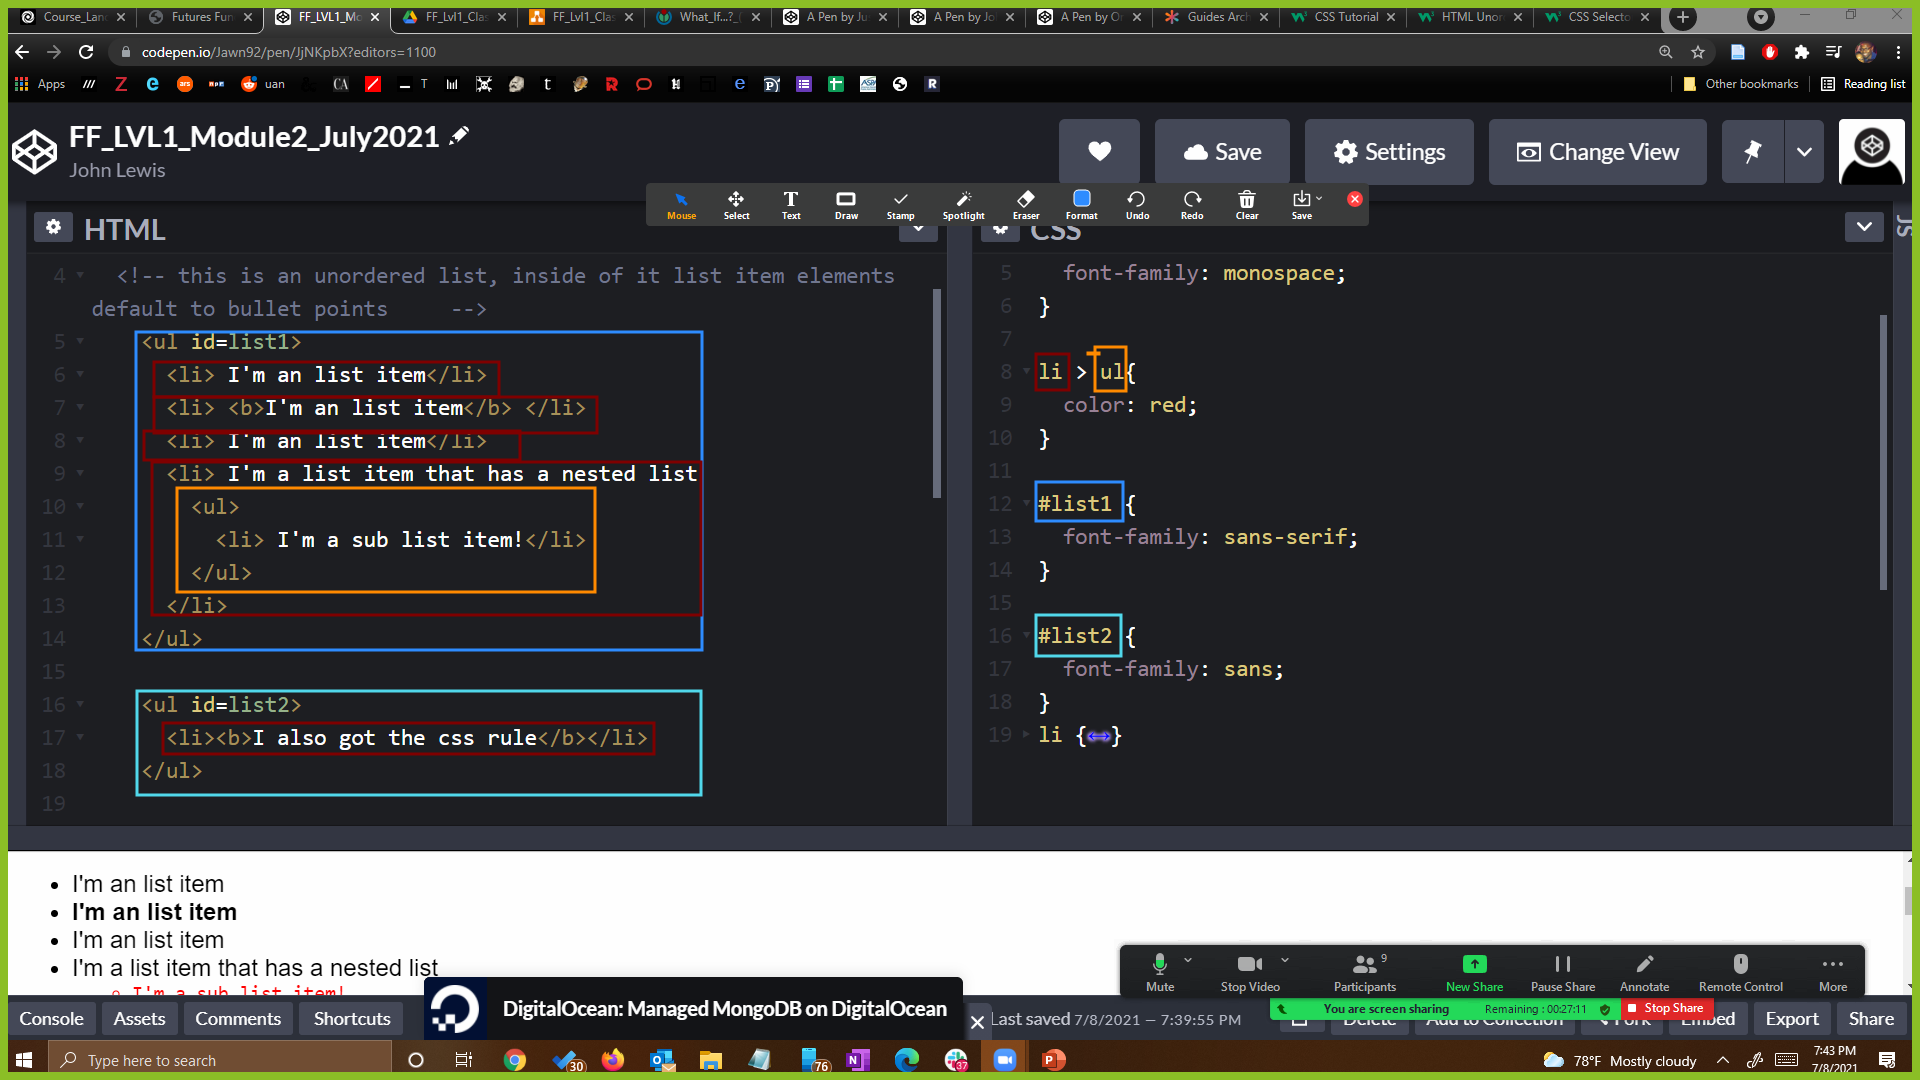 Course_Lan
Futures Fun
FF_LVL1_Mo
FF_Lvl1_Clas
FF_Lvl1_Clas
What_If...?_(
A Pen by Ju
A Pen by Jo
A Pen by On
Guides Arch
CSS Tutorial
HTML Unor
CSS Selecto
codepen.io/Jawn92/pen/JjNKpbX?editors=1100
Apps
uan
CA
T
Other bookmarks
Reading list
FF_LVL1_Module2_July2021
John Lewis
Save
Settings
Change View
Mouse
Select
Text
Draw
Stamp
Spotlight
Eraser
Format
Undo
Redo
Clear
Save
HTML
CSS
JS
4 <!-- this is an unordered list, inside of it list item elements
default to bullet points -->
5 <ul id=list1>
6 <li> I'm an list item</li>
7 <li> <b>I'm an list item</b> </li>
8 <li> I'm an list item</li>
9 <li> I'm a list item that has a nested list
10 <ul>
11 <li> I'm a sub list item!</li>
12 </ul>
13 </li>
14 </ul>
15
16 <ul id=list2>
17 <li><b>I also got the css rule</b></li>
18 </ul>
19
5 font-family: monospace;
6 }
7
8 li > ul{
9 color: red;
10 }
11
12 #list1 {
13 font-family: sans-serif;
14 }
15
16 #list2 {
17 font-family: sans;
18 }
19 li {↔}
I'm an list item
I'm an list item
I'm an list item
I'm a list item that has a nested list
I'm a sub list item!
Mute
Stop Video
Participants
9
New Share
Pause Share
Annotate
Remote Control
More
You are screen sharing
Remaining : 00:27:11
Stop Share
Console
Assets
Comments
Shortcuts
DigitalOcean: Managed MongoDB on DigitalOcean
Last saved 7/8/2021 — 7:39:55 PM
Delete
Add to Collection
Fork
Embed
Export
Share
Type here to search
30
76
37
78°F Mostly cloudy
7:43 PM
7/8/2021